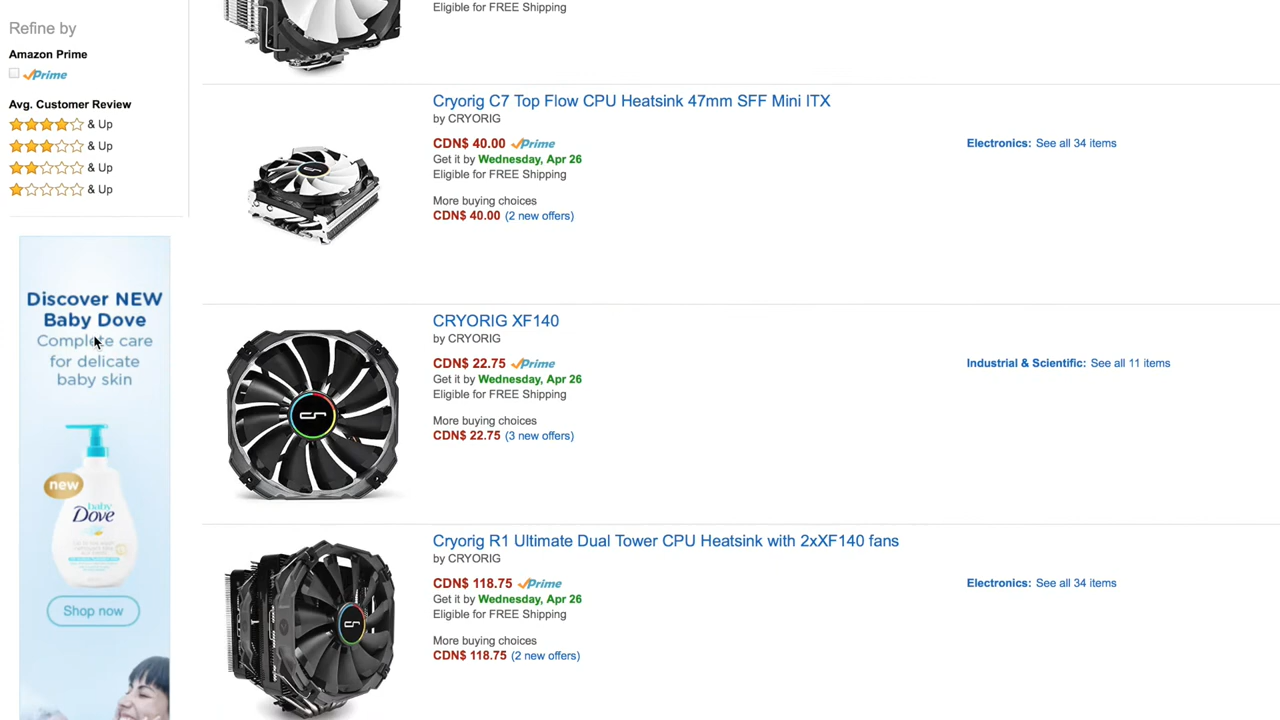 Eligible for FREE Shipping
Refine by
Amazon Prime
Prime
Avg. Customer Review
& Up
& Up
& Up
& Up
Discover NEW
Baby Dove
Complete care
for delicate
baby skin
new
baby
Dove
Shop now
Cryorig C7 Top Flow CPU Heatsink 47mm SFF Mini ITX
by CRYORIG
CDN$ 40.00 Prime
Get it by Wednesday, Apr 26
Eligible for FREE Shipping
More buying choices
CDN$ 40.00 (2 new offers)
Electronics: See all 34 items
CRYORIG XF140
by CRYORIG
CDN$ 22.75 Prime
Get it by Wednesday, Apr 26
Eligible for FREE Shipping
More buying choices
CDN$ 22.75 (3 new offers)
Industrial & Scientific: See all 11 items
Cryorig R1 Ultimate Dual Tower CPU Heatsink with 2xXF140 fans
by CRYORIG
CDN$ 118.75 Prime
Get it by Wednesday, Apr 26
Eligible for FREE Shipping
More buying choices
CDN$ 118.75 (2 new offers)
Electronics: See all 34 items